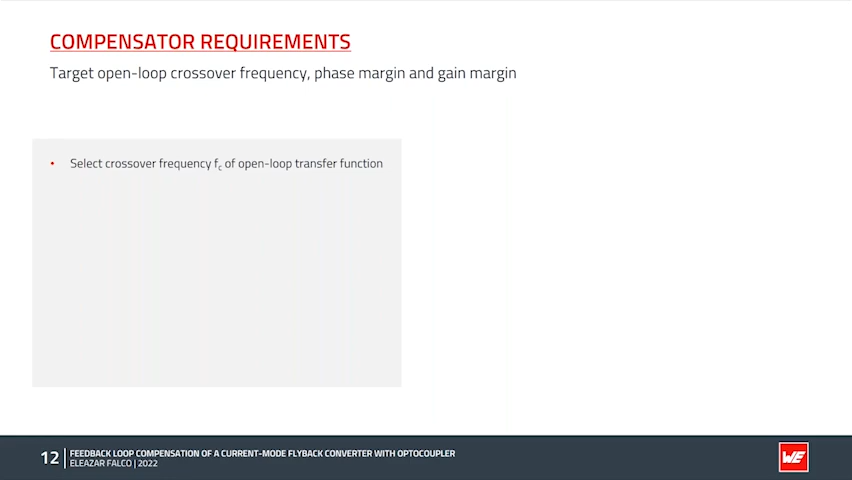 COMPENSATOR REQUIREMENTS
Target open-loop crossover frequency, phase margin and gain margin
• Select crossover frequency fc of open-loop transfer function
12
FEEDBACK LOOP COMPENSATION OF A CURRENT-MODE FLYBACK CONVERTER WITH OPTOCOUPLER
ELEAZAR FALCO | 2022
WE